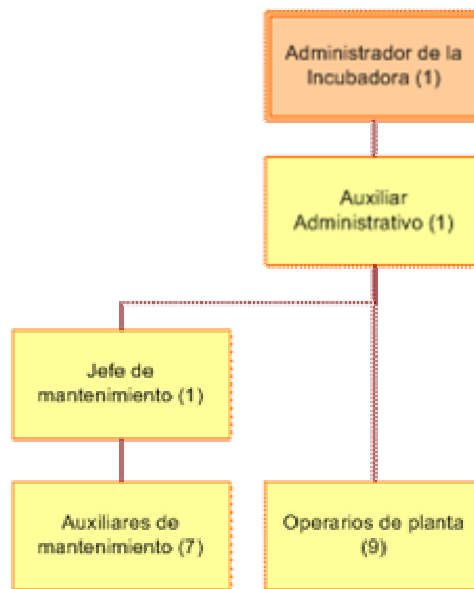 Administrador de la
Incubadora (1)
Auxiliar
Administrativo (1)
Jefe de
mantenimiento (1)
Auxiliares de
mantenimiento (7)
Operarios de planta
(9)